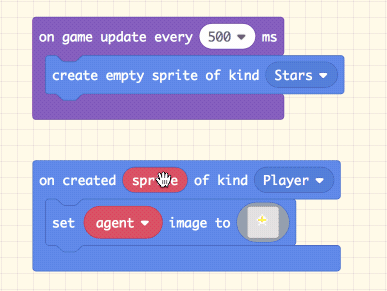 on game update every 500 ms
create empty sprite of kind Stars
on created sprite of kind Player
set agent image to